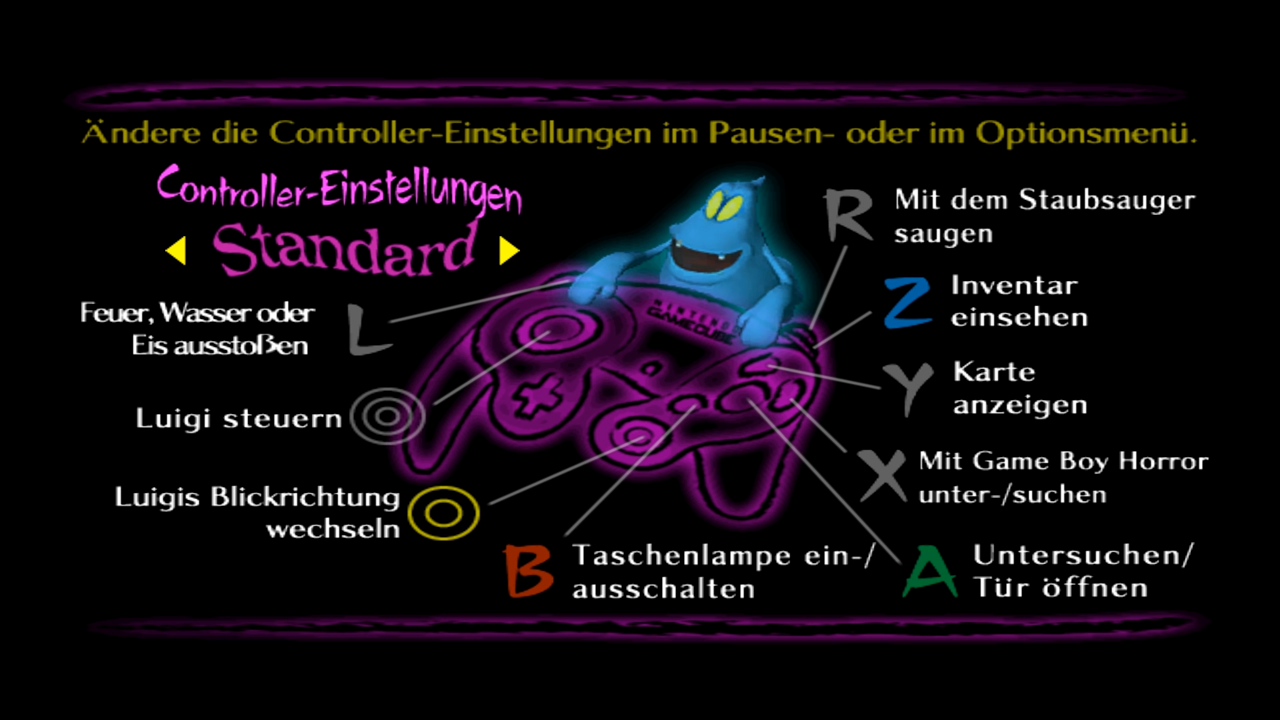 Ändere die Controller-Einstellungen im Pausen- oder im Optionsmenü.
Controller-Einstellungen
Standard
L
Feuer, Wasser oder
Eis ausstoßen
Luigi steuern
Luigis Blickrichtung
wechseln
NINTENDO
GAMECUBE
R
Mit dem Staubsauger
saugen
Z
Inventar
einsehen
Y
Karte
anzeigen
X
Mit Game Boy Horror
unter-/suchen
B
Taschenlampe ein-/
ausschalten
A
Untersuchen/
Tür öffnen